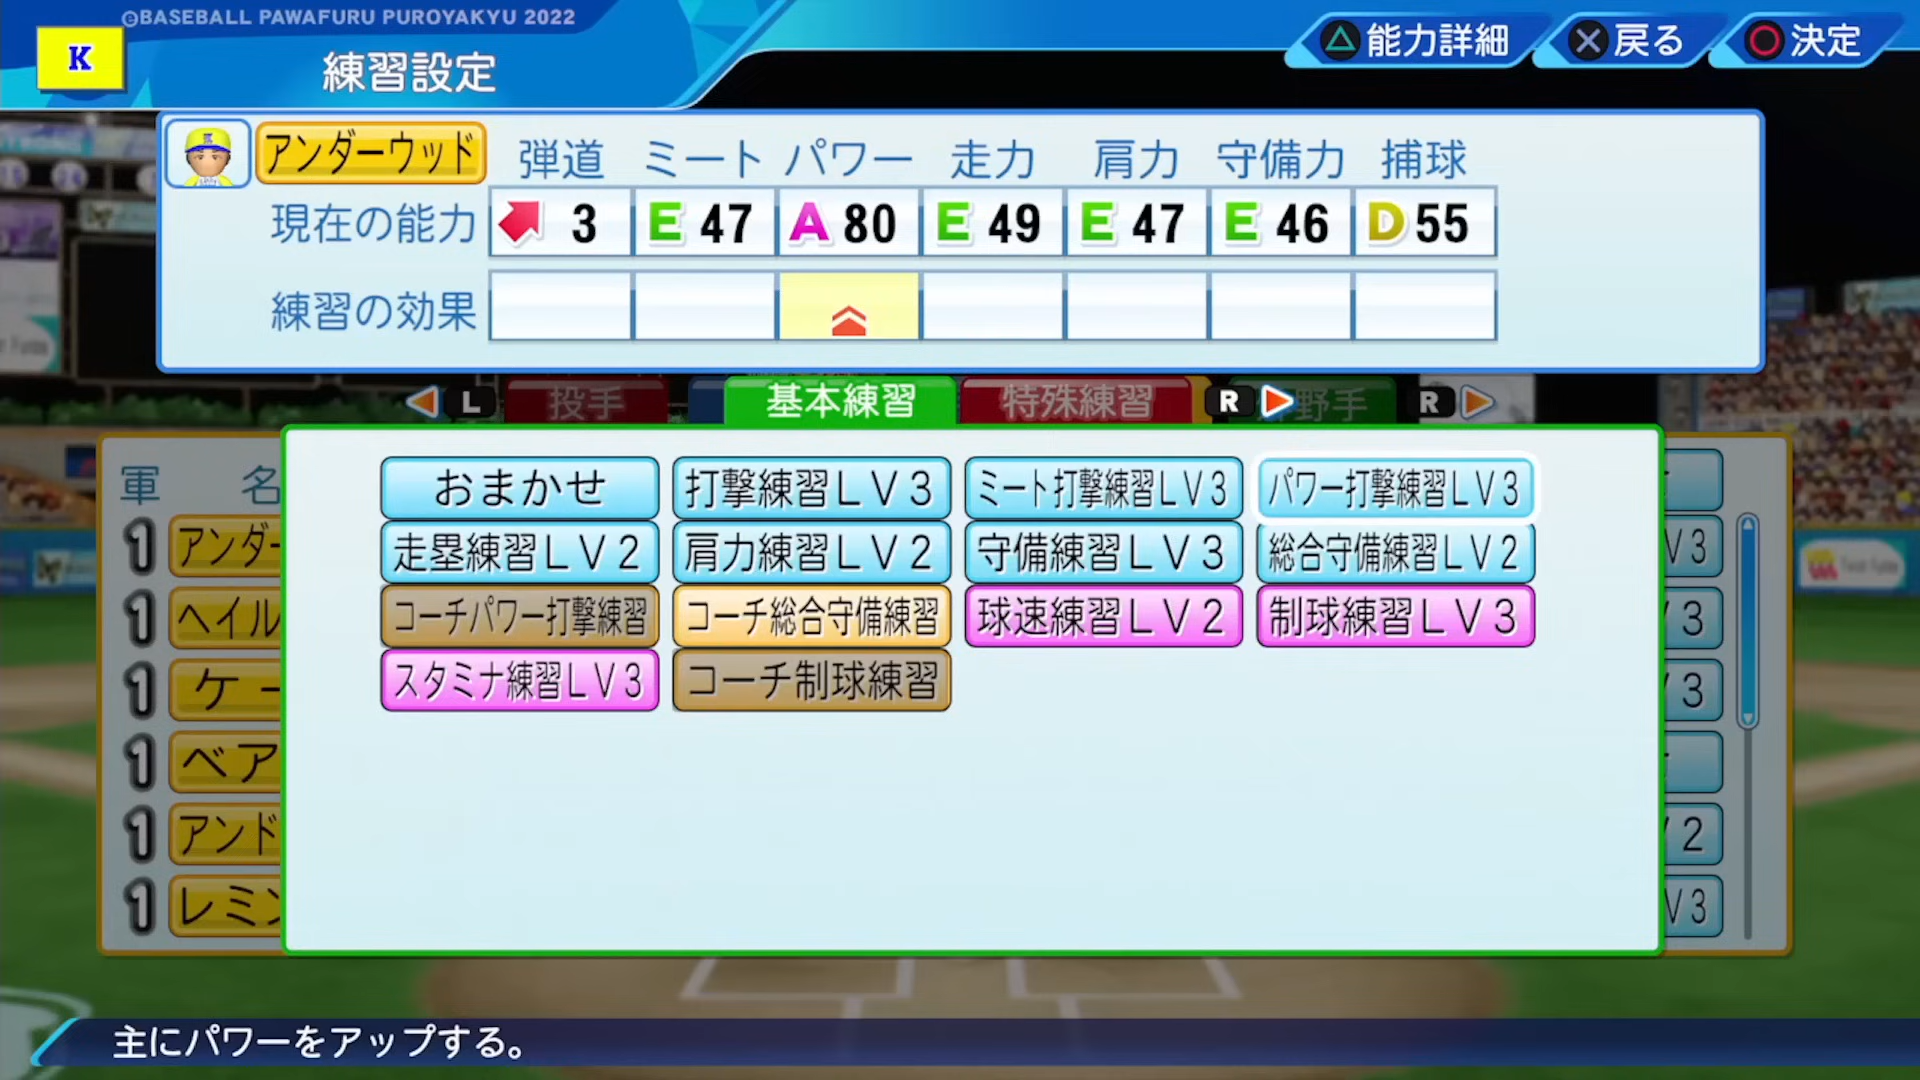 ©BASEBALL PAWAFURU PUROYAKYU 2022
K
練習設定
能力詳細
戻る
決定
アンダーウッド
弾道 ミート パワー 走力 肩力 守備力 捕球
現在の能力 3 E 47 A 80 E 49 E 47 E 46 D 55
練習の効果
L 投手 基本練習 特殊練習 R 野手 R
軍 名
おまかせ 打撃練習LV3 ミート打撃練習LV3 パワー打撃練習LV3
走塁練習LV2 肩力練習LV2 守備練習LV3 総合守備練習LV2
コーチパワー打撃練習 コーチ総合守備練習 球速練習LV2 制球練習LV3
スタミナ練習LV3 コーチ制球練習
1 アンダー V3
1 ヘイル 3
1 ケー 3
1 ベア
1 アンド 2
1 レミン V3
主にパワーをアップする。